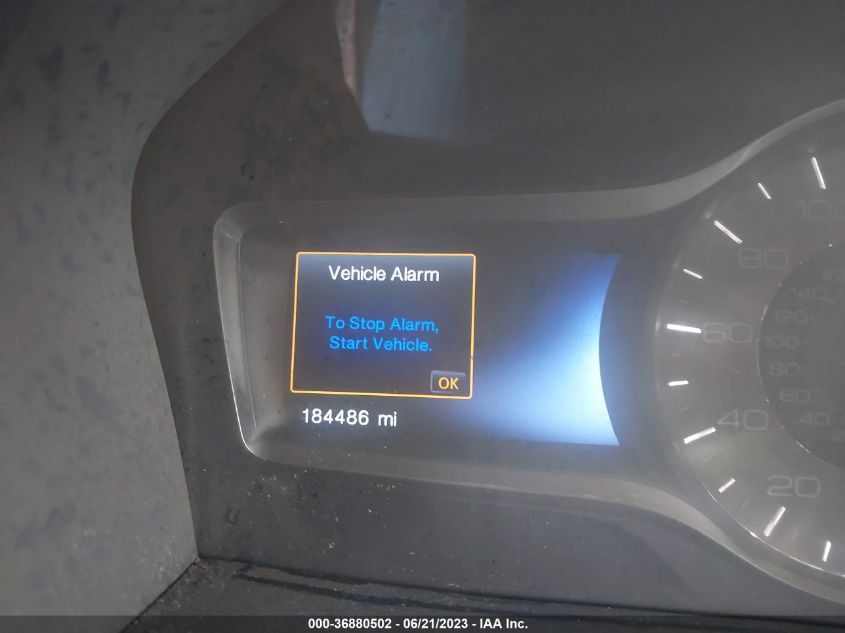 Vehicle Alarm
To Stop Alarm,
Start Vehicle.
OK
184486 mi
100
80
60
40
20
140
120
100
80
60
40
000-36880502 - 06/21/2023 - IAA Inc.